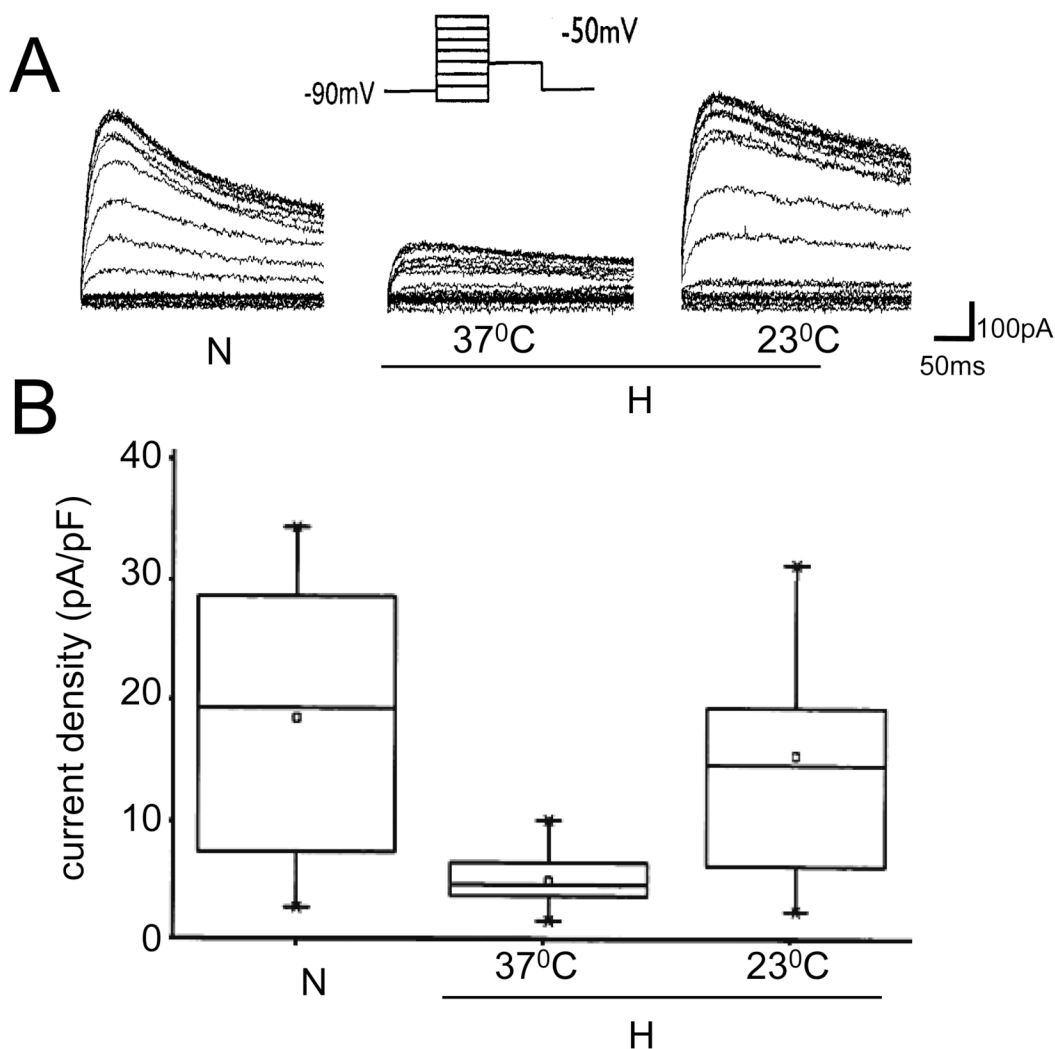 A
-50mV
-90mV
N
37⁰C
23⁰C
H
100pA
50ms
B
current density (pA/pF)
40
30
20
10
0
N
37⁰C
23⁰C
H